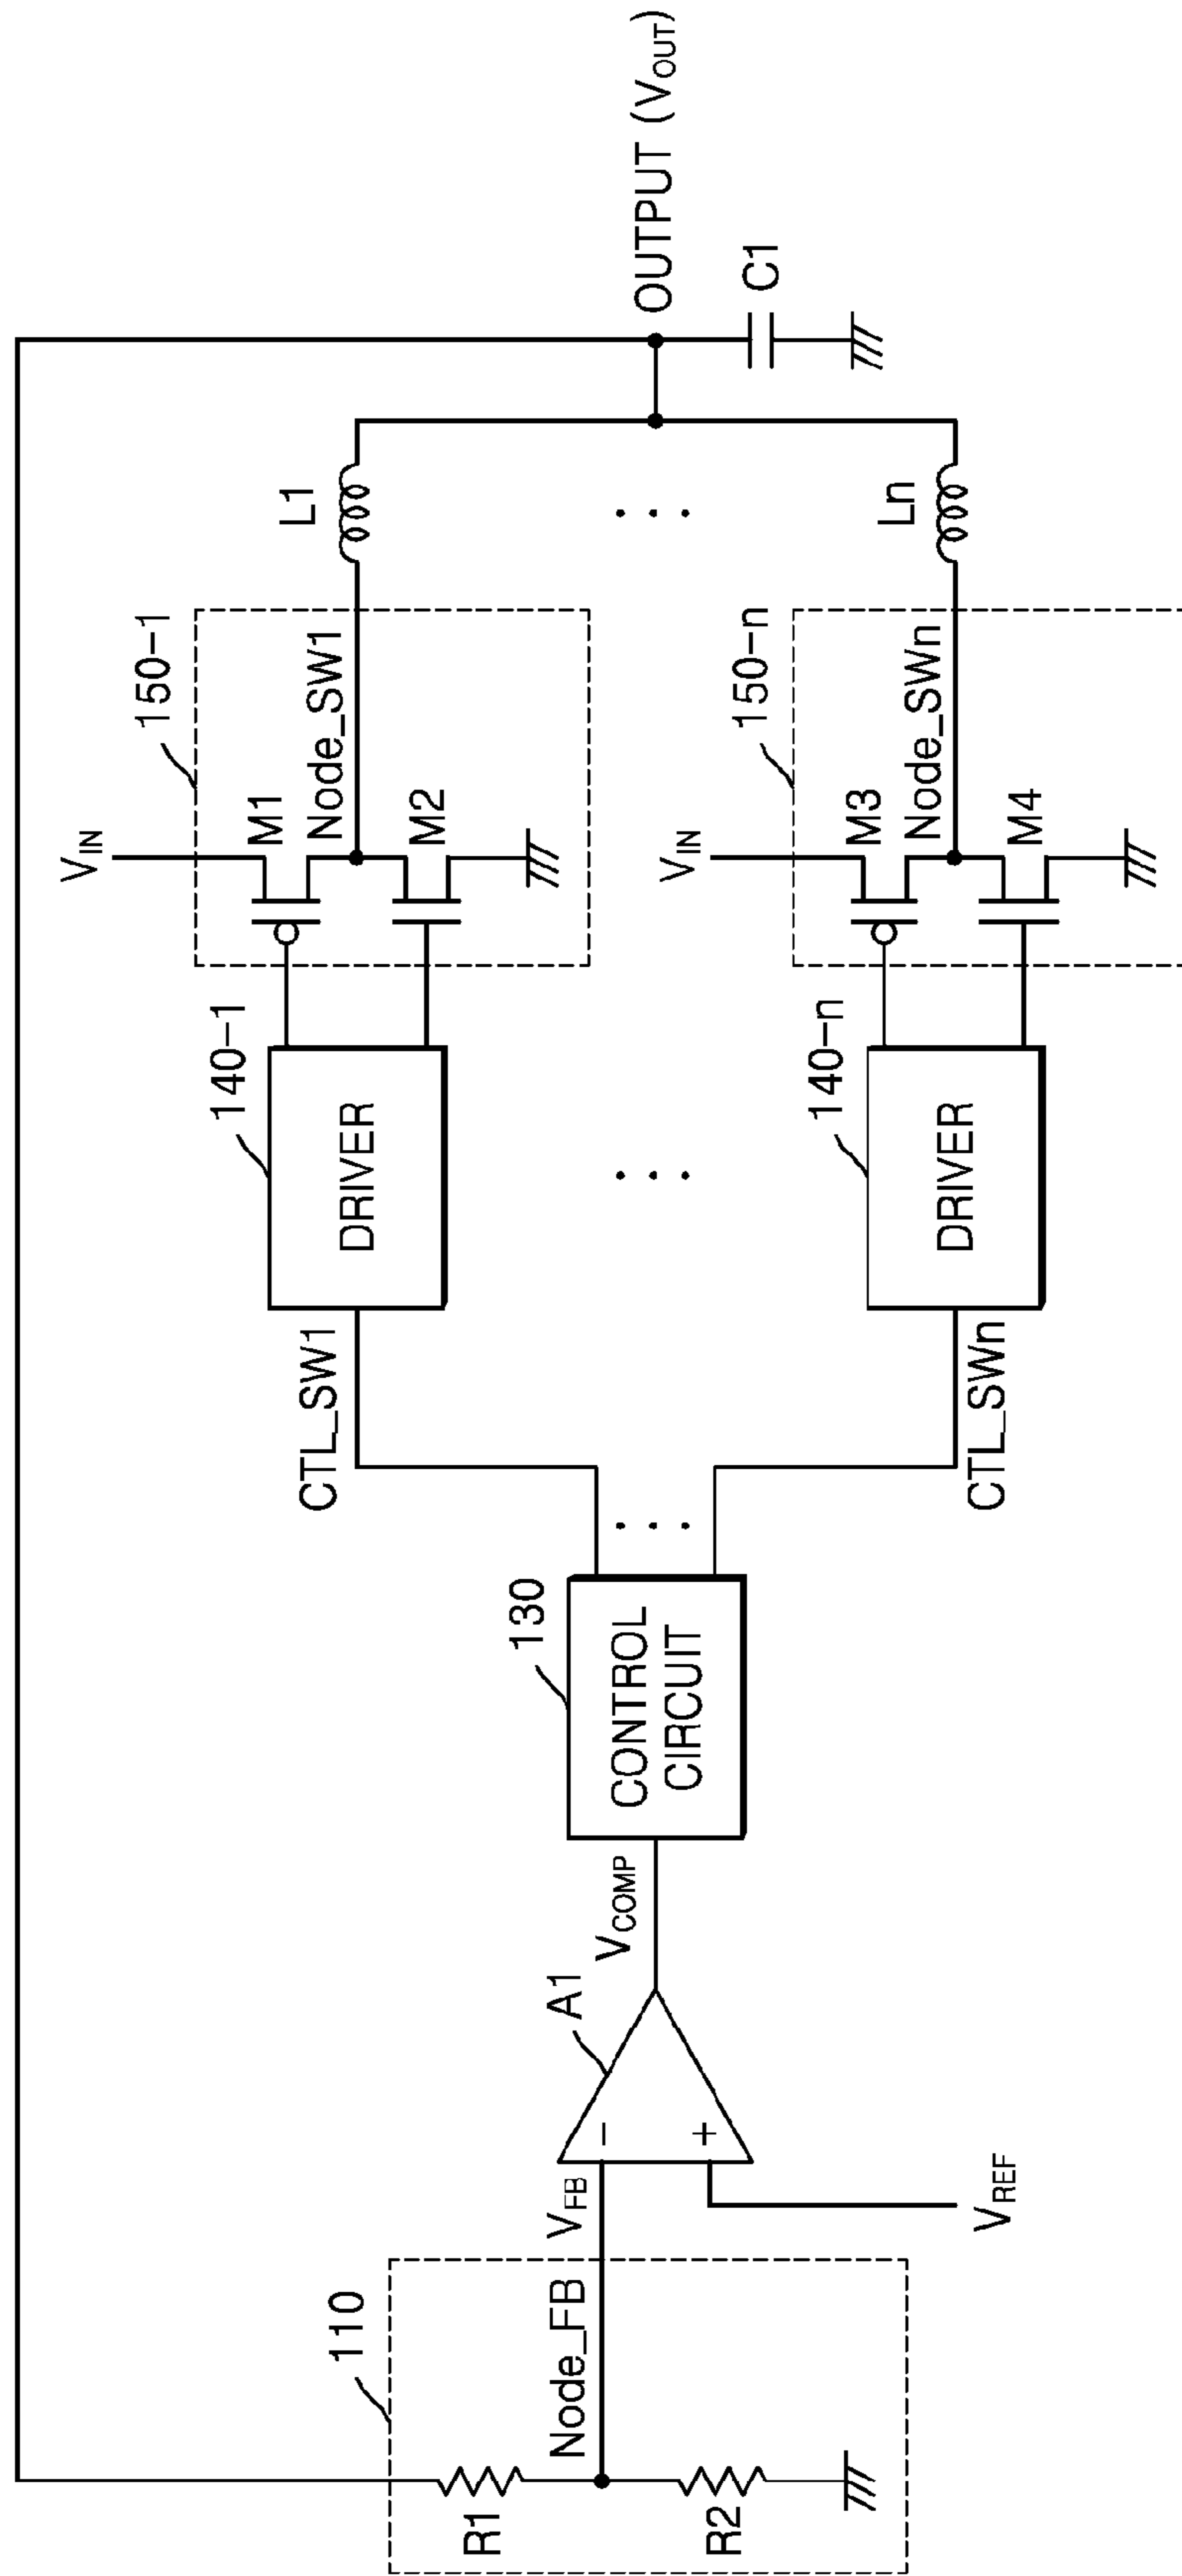 110
R1
R2
Node_FB
VFB
VREF
−
+
A1
VCOMP
130
CONTROL
CIRCUIT
CTL_SW1
CTL_SWn
140-1
DRIVER
140-n
DRIVER
VIN
150-1
M1
Node_SW1
M2
VIN
150-n
M3
Node_SWn
M4
L1
Ln
OUTPUT (VOUT)
C1